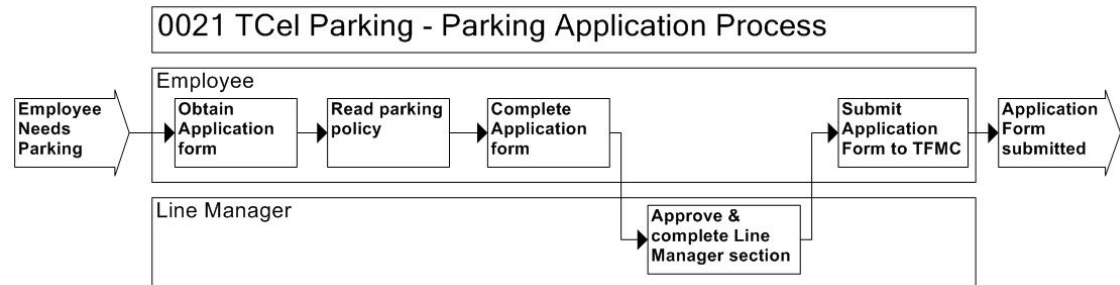 0021 TCel Parking - Parking Application Process
Employee
Employee
Needs
Parking
Obtain
Application
form
Read parking
policy
Complete
Application
form
Submit
Application
Form to TFMC
Application
Form
submitted
Line Manager
Approve &
complete Line
Manager section